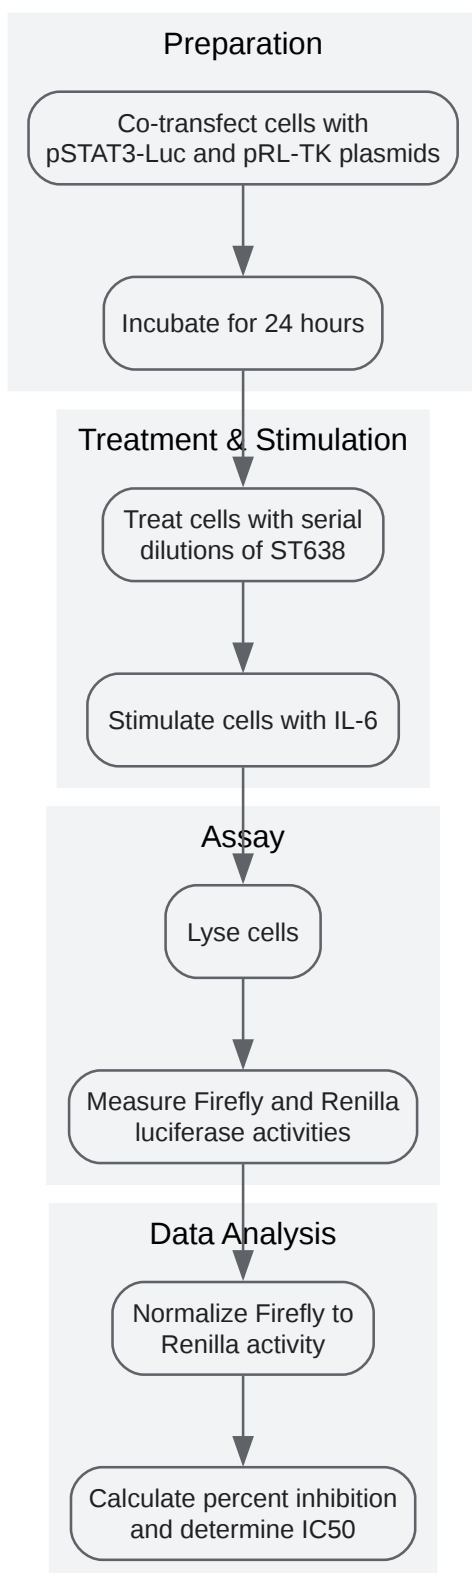 Preparation
Co-transfect cells with
pSTAT3-Luc and pRL-TK plasmids
Incubate for 24 hours
Treatment & Stimulation
Treat cells with serial
dilutions of ST638
Stimulate cells with IL-6
Assay
Lyse cells
Measure Firefly and Renilla
luciferase activities
Data Analysis
Normalize Firefly to
Renilla activity
Calculate percent inhibition
and determine IC50